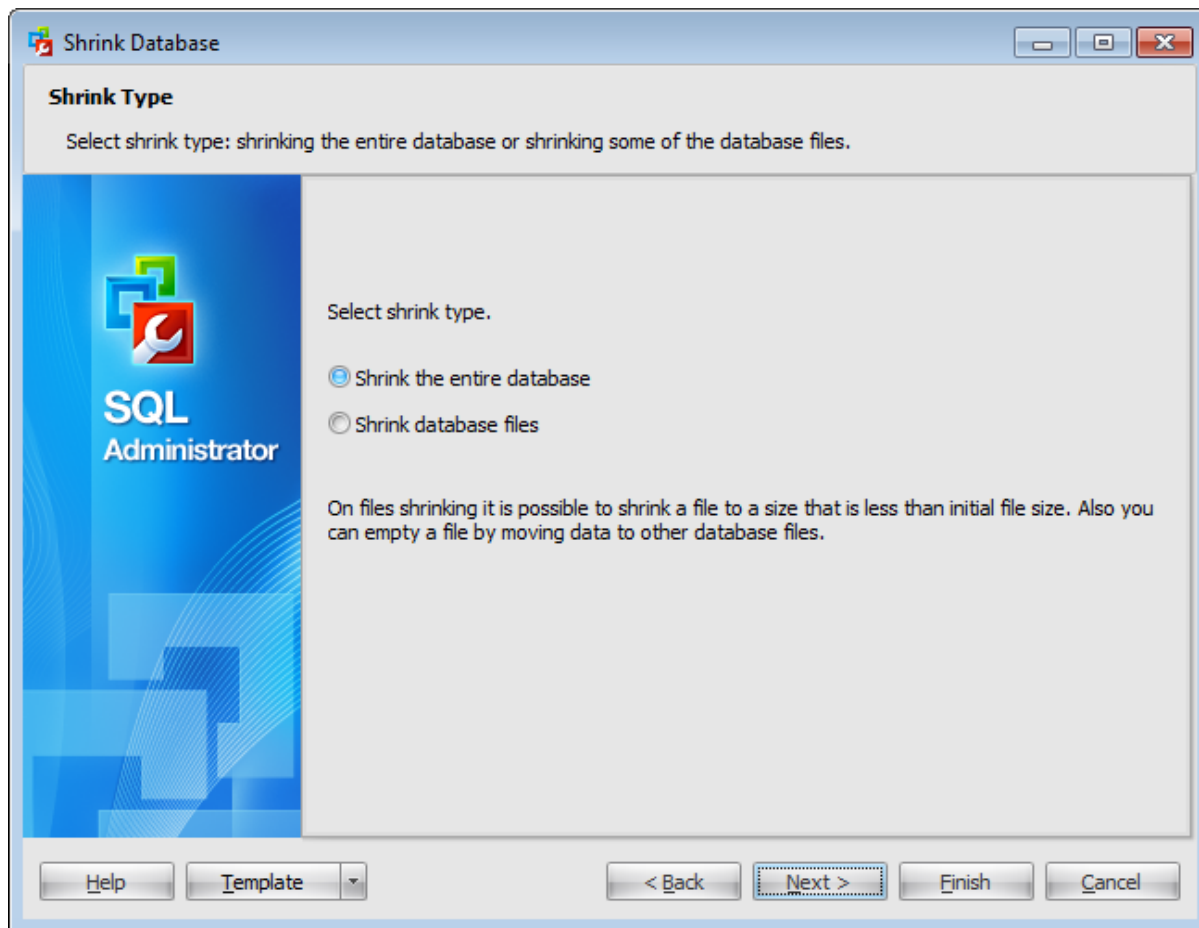 Shrink Database
Shrink Type
Select shrink type: shrinking the entire database or shrinking some of the database files.
SQL
Administrator
Select shrink type.
Shrink the entire database
Shrink database files
On files shrinking it is possible to shrink a file to a size that is less than initial file size. Also you
can empty a file by moving data to other database files.
Help
Template
< Back
Next >
Finish
Cancel